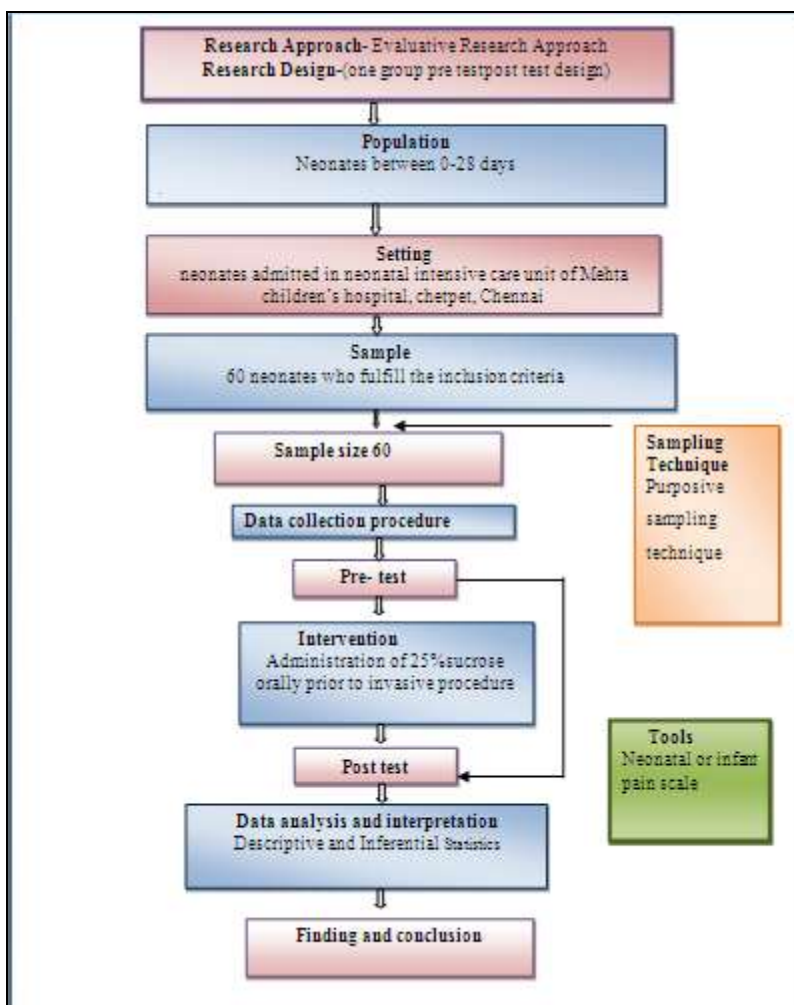 Research Approach- Evaluative Research Approach
Research Design-(one group pre testpost test design)
Population
Neonates between 0-28 days
Setting
neonates admitted in neonatal intensive care unit of Mehta
children's hospital, chetpet, Chennai
Sample
60 neonates who fulfill the inclusion criteria
Sample size 60
Sampling
Technique
Purposive
sampling
technique
Data collection procedure
Pre- test
Intervention
Administration of 25%sucrose
orally prior to invasive procedure
Post test
Tools
Neonatal or infant
pain scale
Data analysis and interpretation
Descriptive and Inferential Statistics
Finding and conclusion